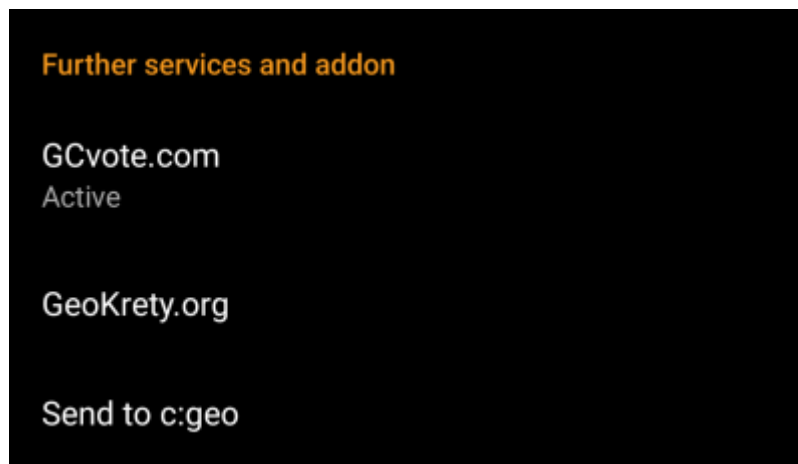 Further services and addon
GCvote.com
Active
GeoKrety.org
Send to c:geo